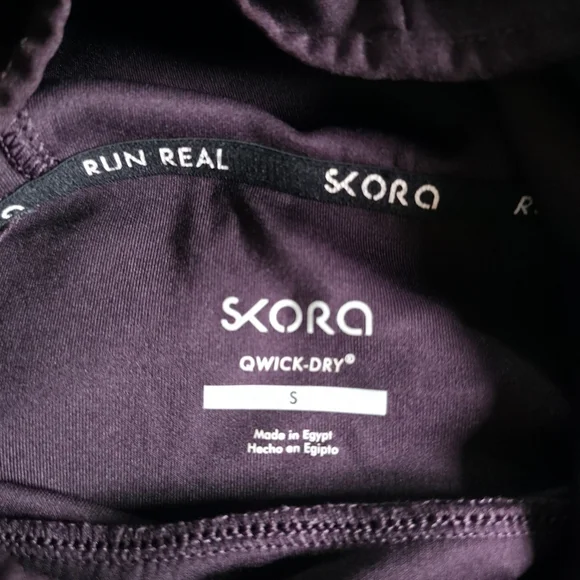 RUN REAL SKORA
SKORA
QWICK-DRY®
S
Made in Egypt
Hecho en Egipto